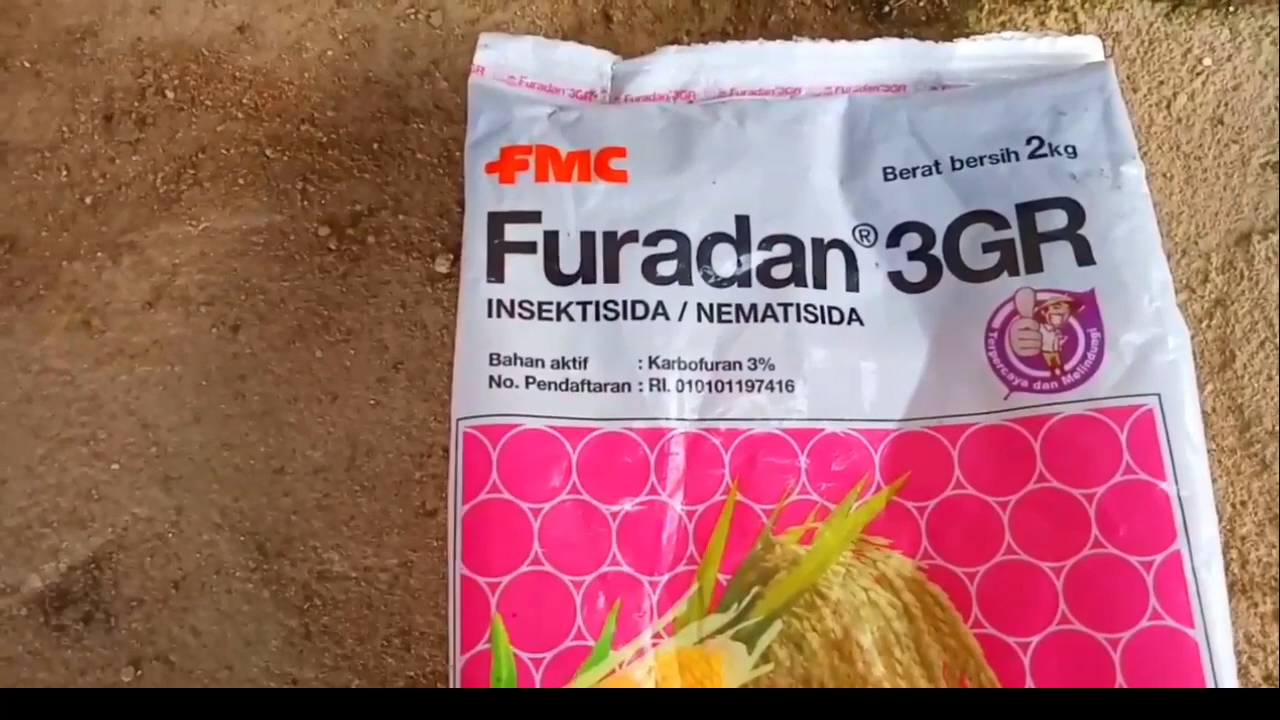 GR Furadan 3GR Furadan 3GR Furadan 3GR Furadan 3GR
FMC
Berat bersih 2kg
Furadan® 3GR
INSEKTISIDA / NEMATISIDA
Bahan aktif : Karbofuran 3%
No. Pendaftaran : RI. 010101197416
Terpercaya dan Melindungi